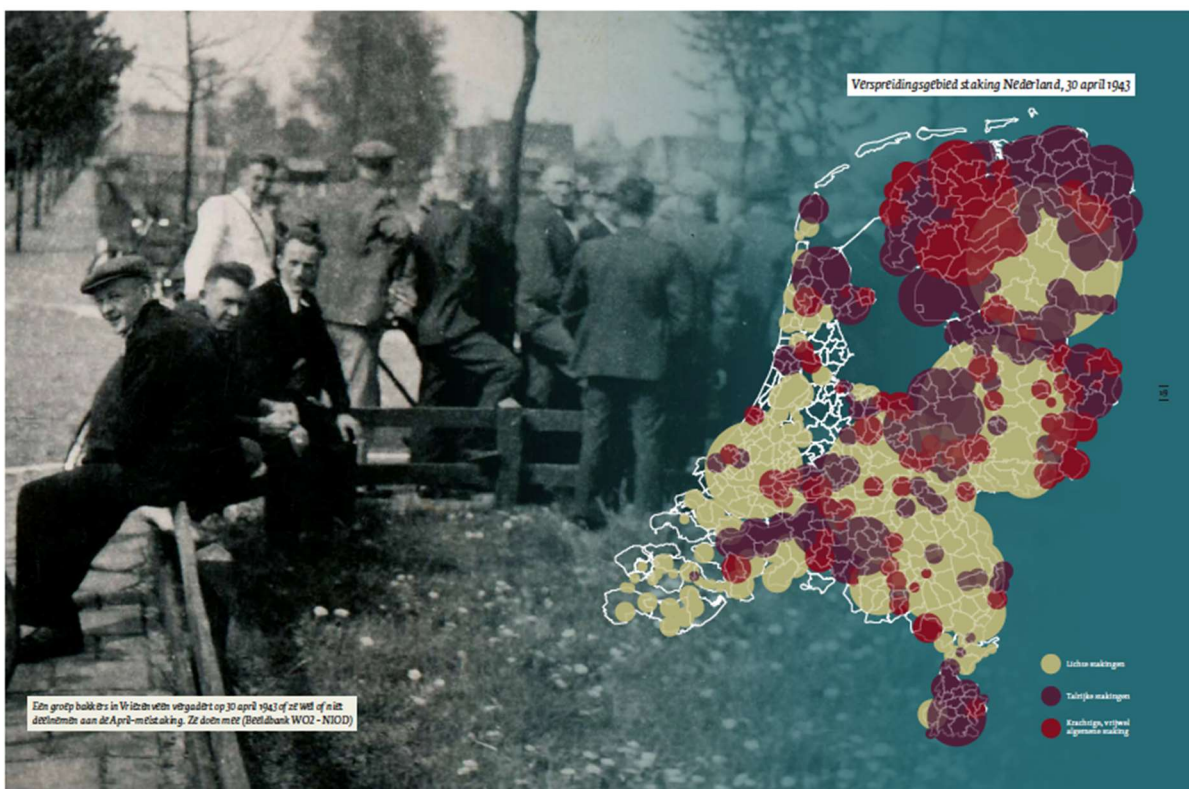 Verspreidingsgebied staking Nederland, 30 april 1943
Lichte stakingen
Talrijke stakingen
Krachtige, vrijwel
algemene staking
Een groep bakkers in Vriezenveen vergadert op 30 april 1943 of ze wel of niet
deelnemen aan de April-meistaking. Ze doen mee (Beeldbank WO2 - NIOD)